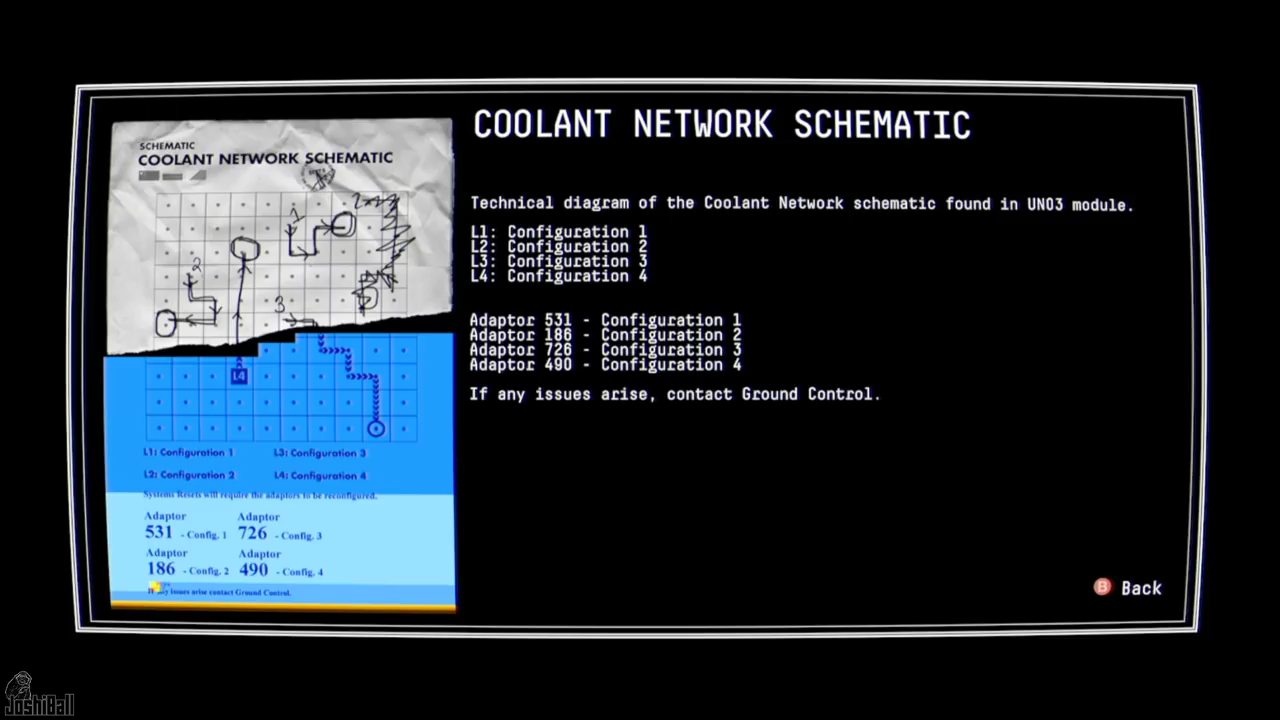 COOLANT NETWORK SCHEMATIC
SCHEMATIC
COOLANT NETWORK SCHEMATIC
1
2
2
3
L4
L1: Configuration 1
L3: Configuration 3
L2: Configuration 2
L4: Configuration 4
Systems Resets will require the adaptors to be reconfigured.
Adaptor
531 - Config. 1
Adaptor
726 - Config. 3
Adaptor
186 - Config. 2
Adaptor
490 - Config. 4
issues arise contact Ground Control.
Technical diagram of the Coolant Network schematic found in UNO3 module.
L1: Configuration 1
L2: Configuration 2
L3: Configuration 3
L4: Configuration 4
Adaptor 531 - Configuration 1
Adaptor 186 - Configuration 2
Adaptor 726 - Configuration 3
Adaptor 490 - Configuration 4
If any issues arise, contact Ground Control.
B Back
JoshiBall